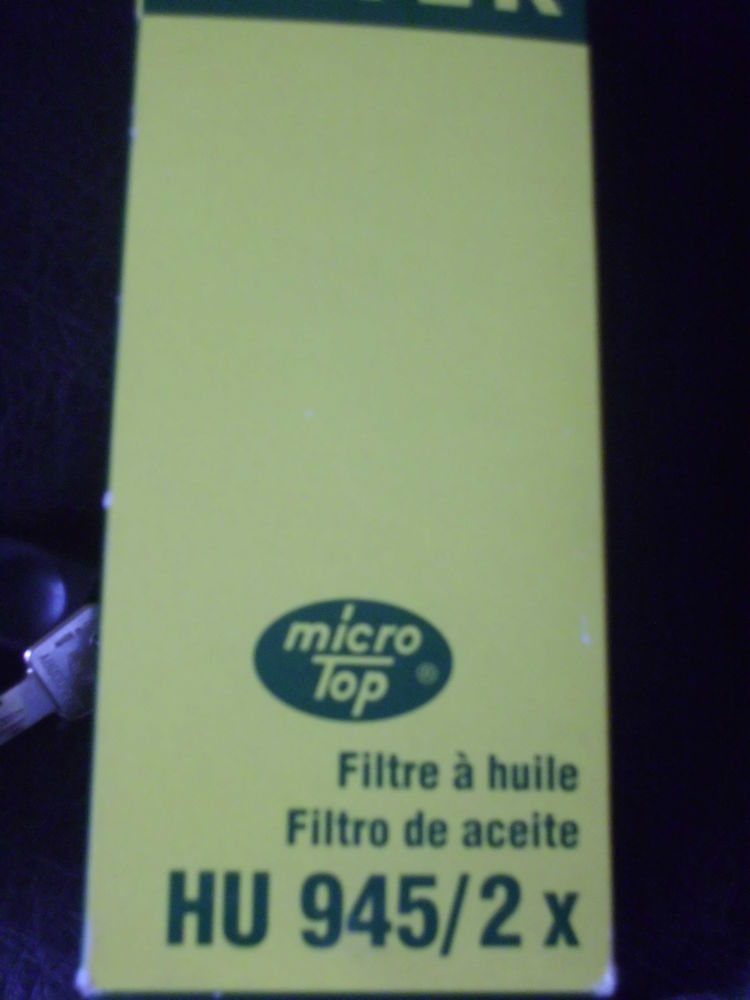 micro
Top ®
Filtre à huile
Filtro de aceite
HU 945/2 x